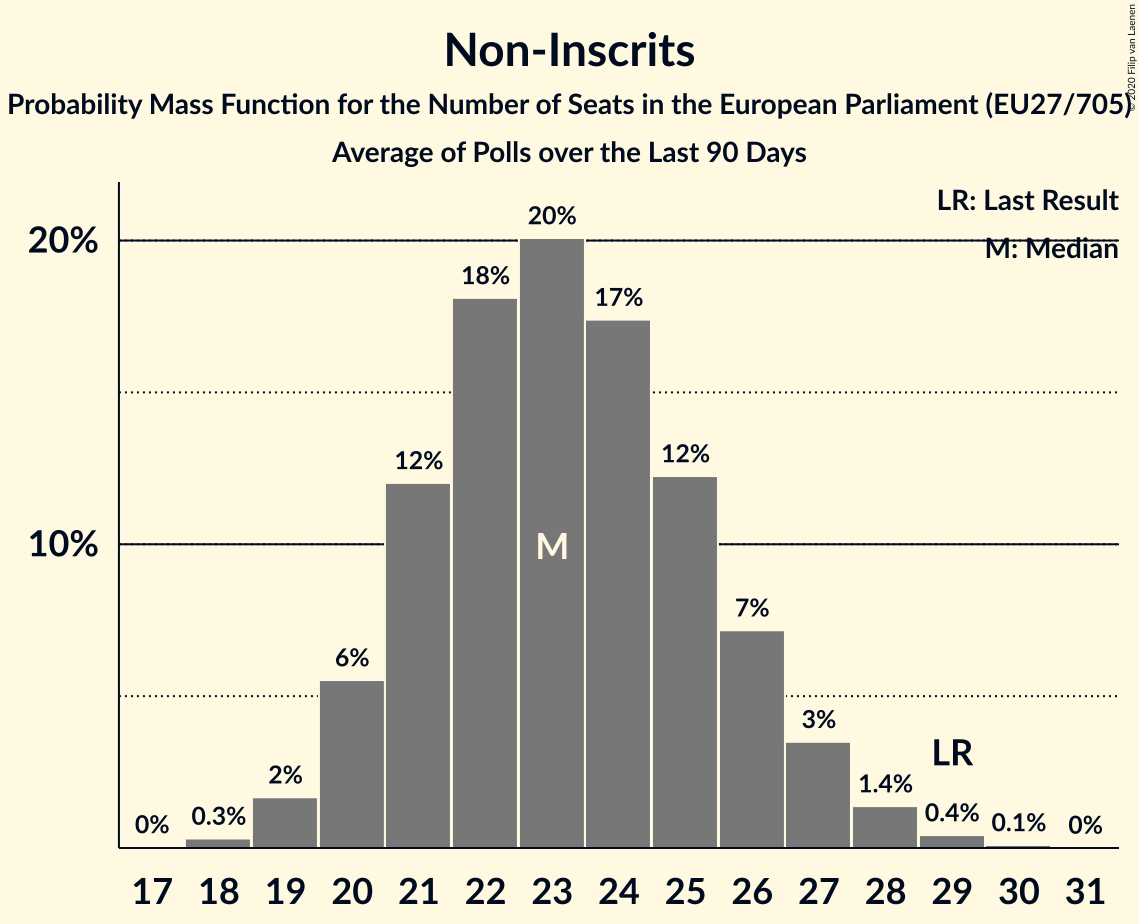 Non-Inscrits
Probability Mass Function for the Number of Seats in the European Parliament (EU27/705)
Average of Polls over the Last 90 Days
© 2020 Filip van Laenen
LR: Last Result
M: Median
20%
10%
0%
0.3%
2%
6%
12%
18%
20%
17%
12%
7%
3%
1.4%
0.4%
0.1%
0%
M
LR
17 18 19 20 21 22 23 24 25 26 27 28 29 30 31